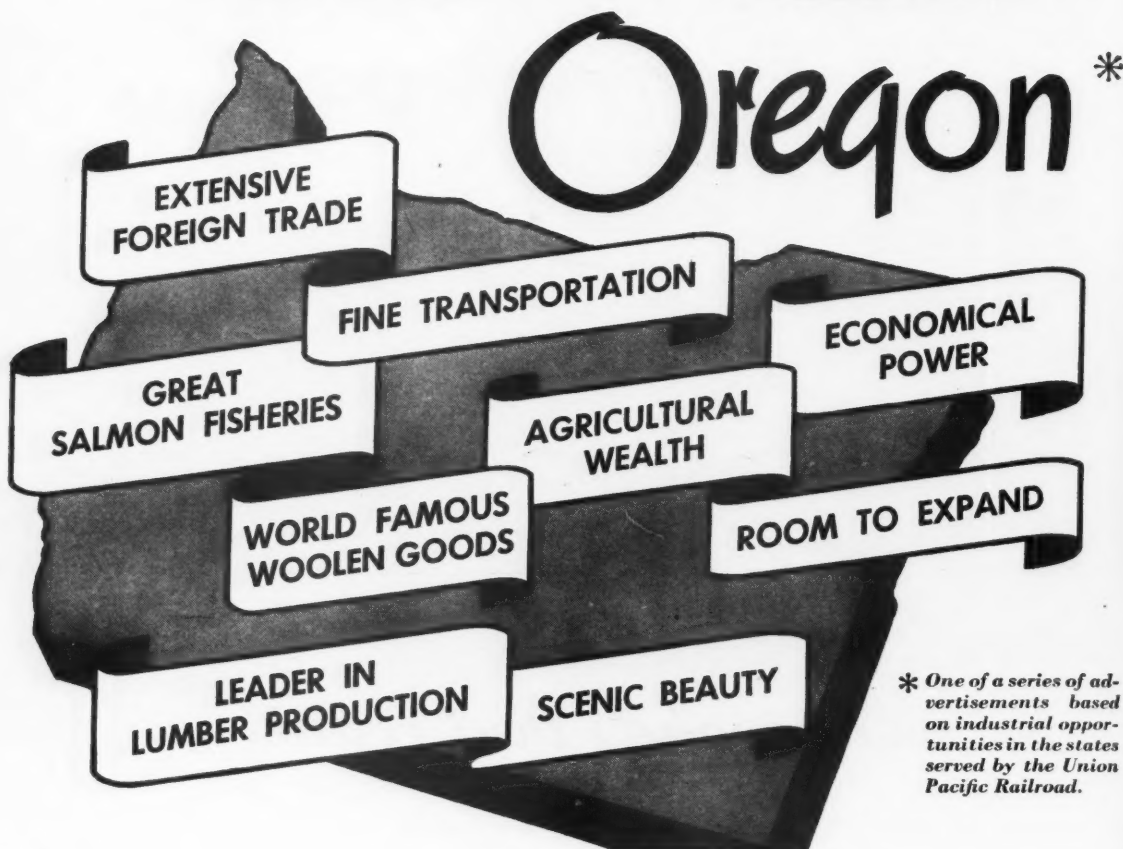 Oregon *
EXTENSIVE
FOREIGN TRADE
FINE TRANSPORTATION
ECONOMICAL
POWER
GREAT
SALMON FISHERIES
AGRICULTURAL
WEALTH
WORLD FAMOUS
WOOLEN GOODS
ROOM TO EXPAND
LEADER IN
LUMBER PRODUCTION
SCENIC BEAUTY
* One of a series of ad-
vertisements based
on industrial oppor-
tunities in the states
served by the Union
Pacific Railroad.